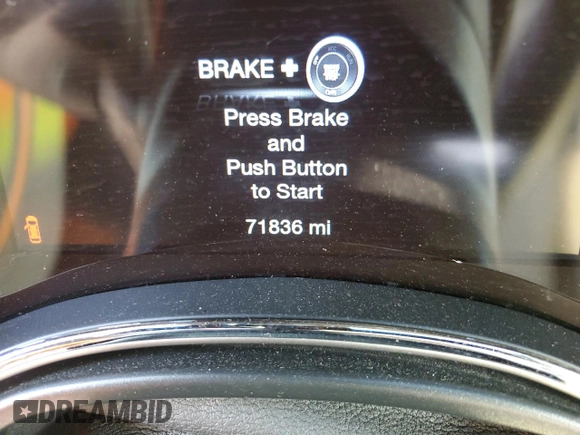 BRAKE +
Press Brake
and
Push Button
to Start
71836 mi
DREAMBID